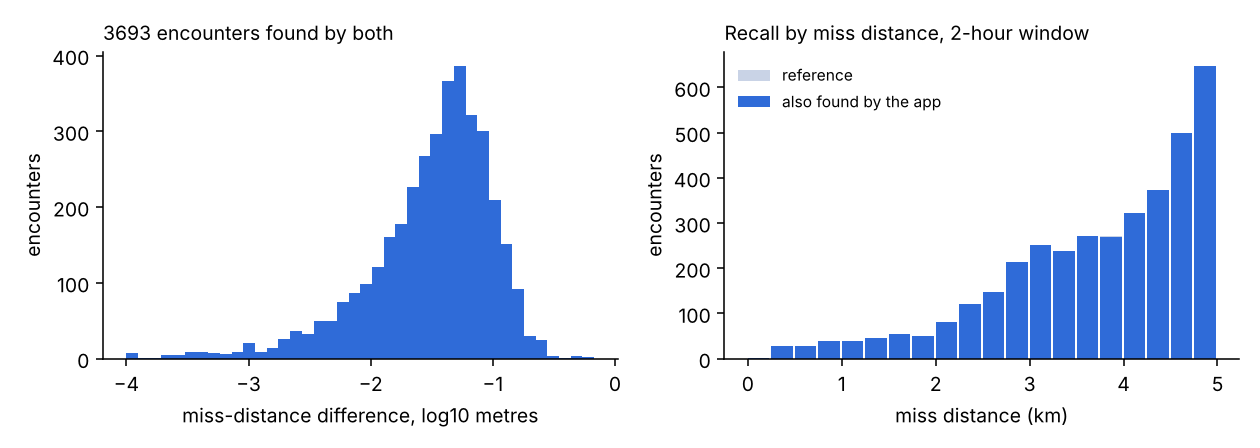 3693 encounters found by both
400
300
200
100
0
encounters
−4
−3
−2
−1
0
miss-distance difference, log10 metres
Recall by miss distance, 2-hour window
reference
also found by the app
600
500
400
300
200
100
0
encounters
0
1
2
3
4
5
miss distance (km)